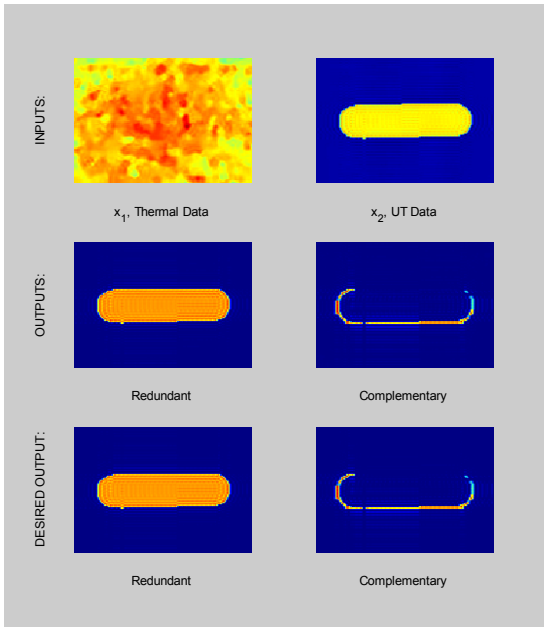 INPUTS:
x1, Thermal Data
x2, UT Data
OUTPUTS:
Redundant
Complementary
DESIRED OUTPUT:
Redundant
Complementary